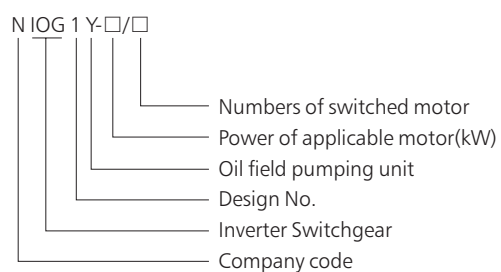 N IOG 1 Y-□/□
Numbers of switched motor
Power of applicable motor(kW)
Oil field pumping unit
Design No.
Inverter Switchgear
Company code